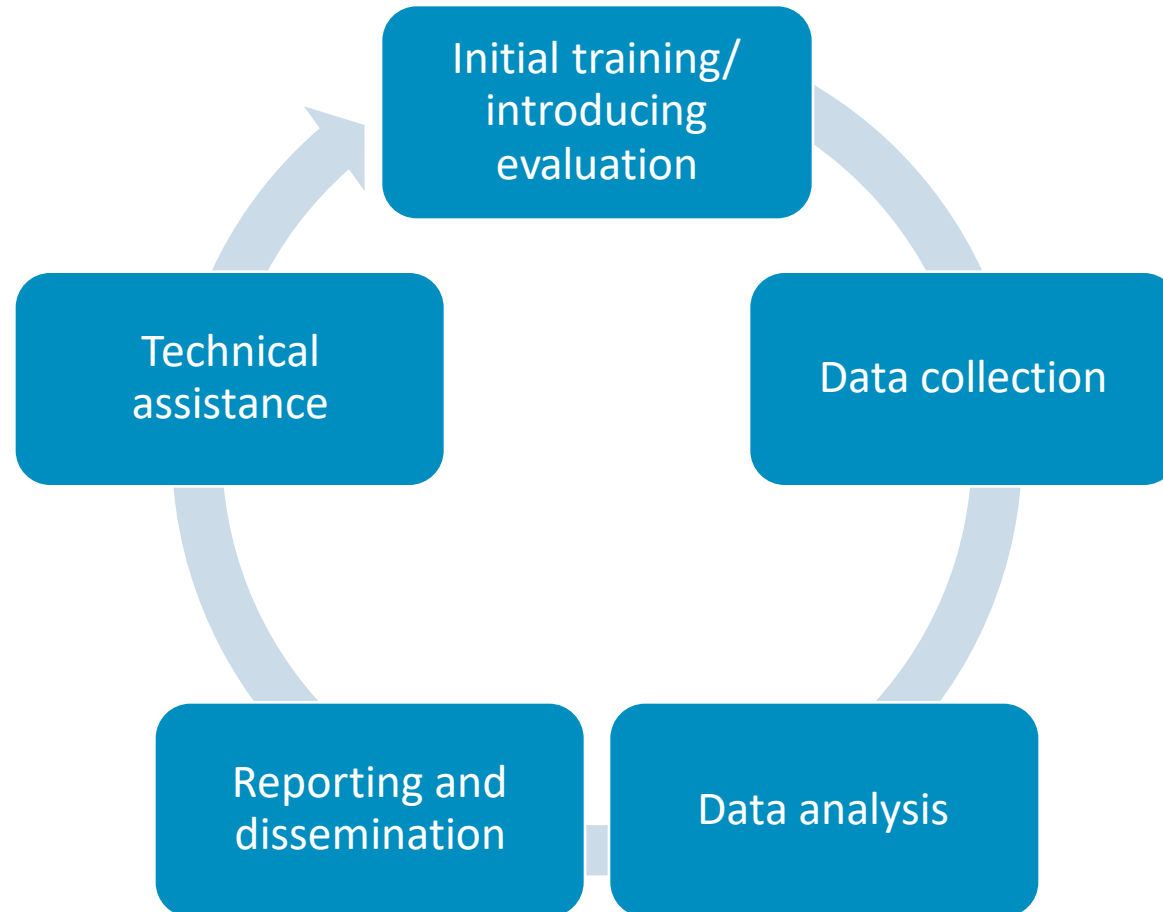 Initial training/
introducing
evaluation
Technical
assistance
Data collection
Reporting and
dissemination
Data analysis